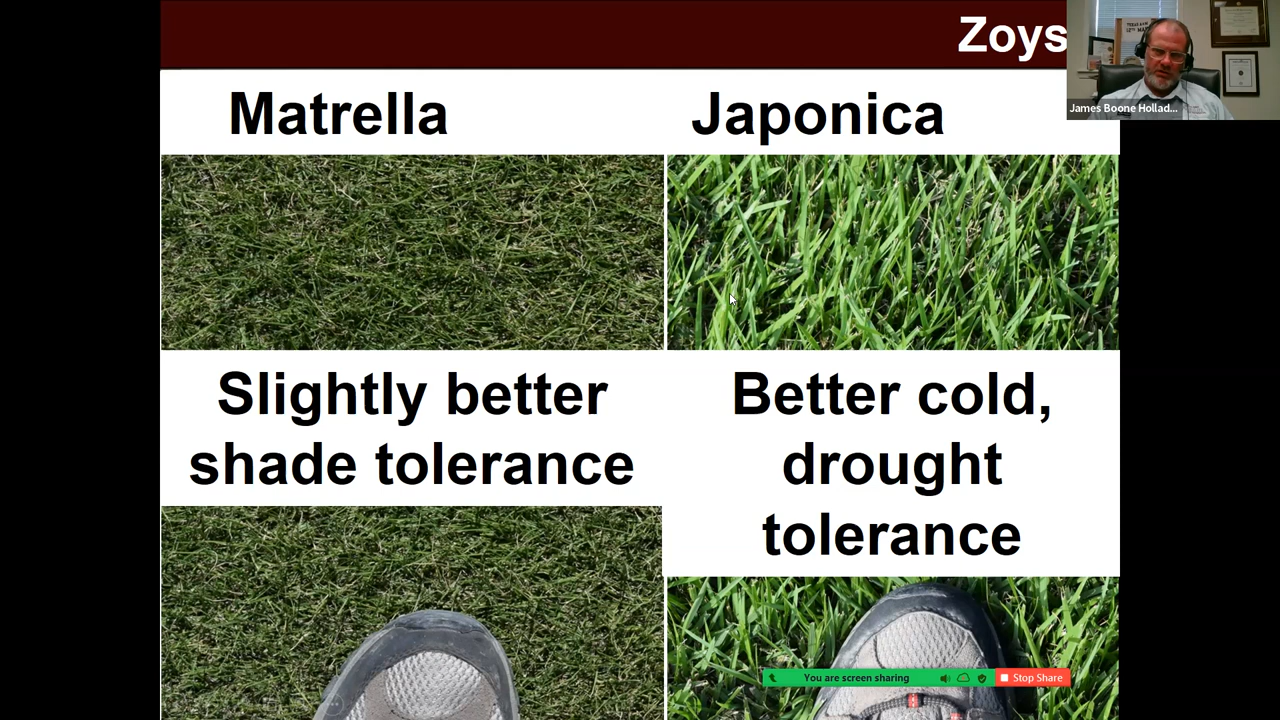 Zoys
Matrella
Japonica
James Boone Hollad...
Slightly better
shade tolerance
Better cold,
drought
tolerance
You are screen sharing
Stop Share